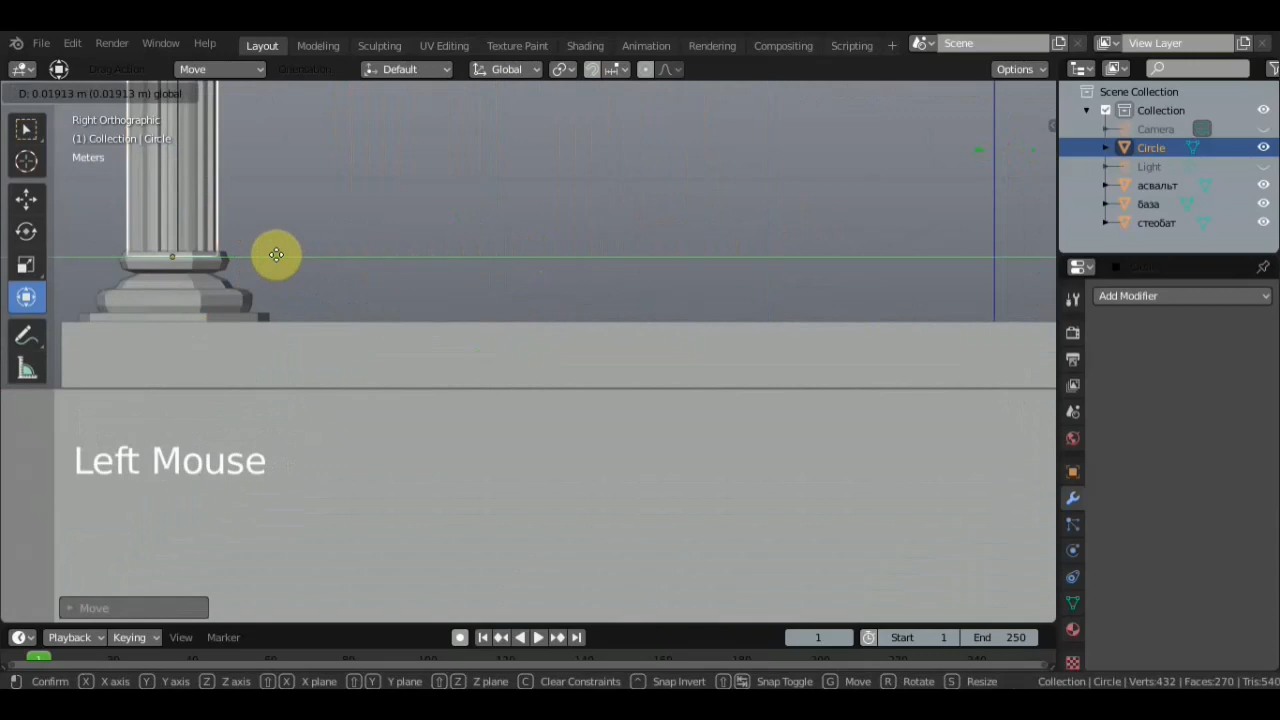 File Edit Render Window Help Layout Modeling Sculpting UV Editing Texture Paint Shading Animation Rendering Compositing Scripting + Scene View Layer
Drag Action Move Orientation Default Global Options
D: 0.01913 m (0.01913 m) global
Right Orthographic
(1) Collection | Circle
Meters
Scene Collection
Collection
Camera
Circle
Light
асвальт
база
стеобат
Add Modifier
Left Mouse
Move
Playback Keying View Marker 1 Start 1 End 250
Confirm X X axis Y Y axis Z Z axis X X plane Y Y plane Z Z plane C Clear Constraints ^ Snap Invert Snap Toggle G Move R Rotate S Resize Collection | Circle | Verts:432 | Faces:270 | Tris:540